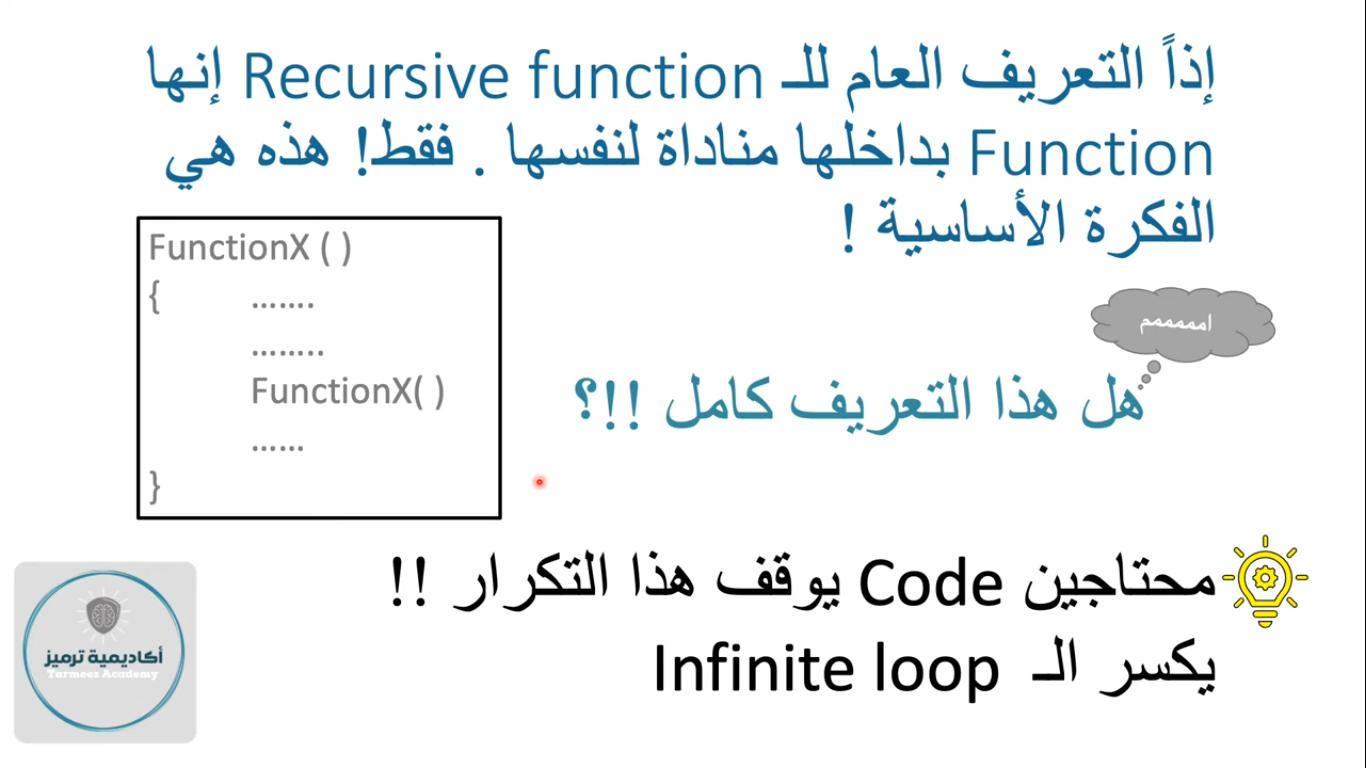 إذاً التعريف العام للـ Recursive function إنها
Function بداخلها مناداة لنفسها . فقط! هذه هي
الفكرة الأساسية !
FunctionX ( )
{ …….
……..
FunctionX( )
……
}
امممممم
هل هذا التعريف كامل !!؟
محتاجين Code يوقف هذا التكرار !!
يكسر الـ Infinite loop
أكاديمية ترميز
Tarmeez Academy